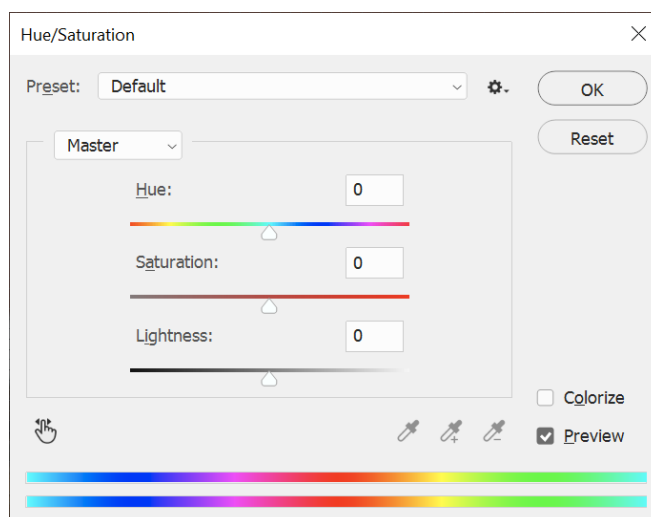 Hue/Saturation
Preset: Default
OK
Reset
Master
Hue: 0
Saturation: 0
Lightness: 0
Colorize
Preview